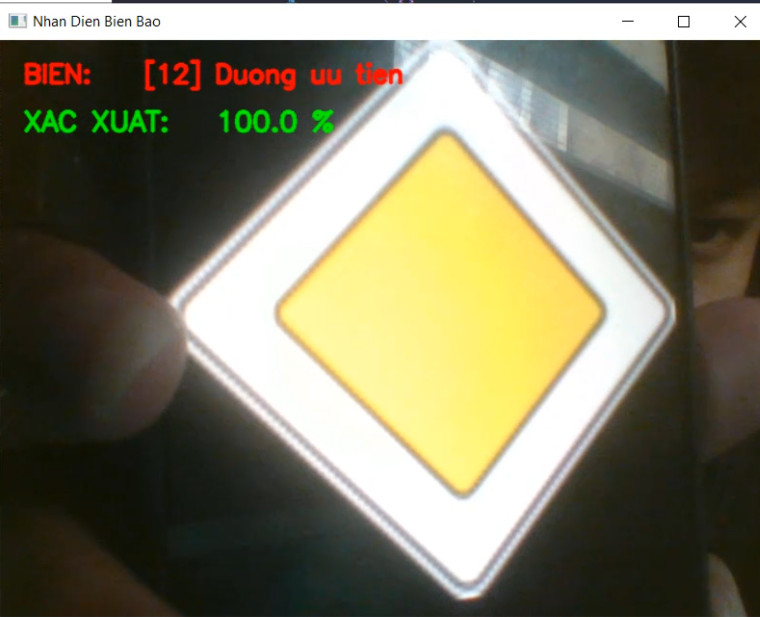 Nhan Dien Bien Bao
BIEN: [12] Duong uu tien
XAC XUAT: 100.0 %